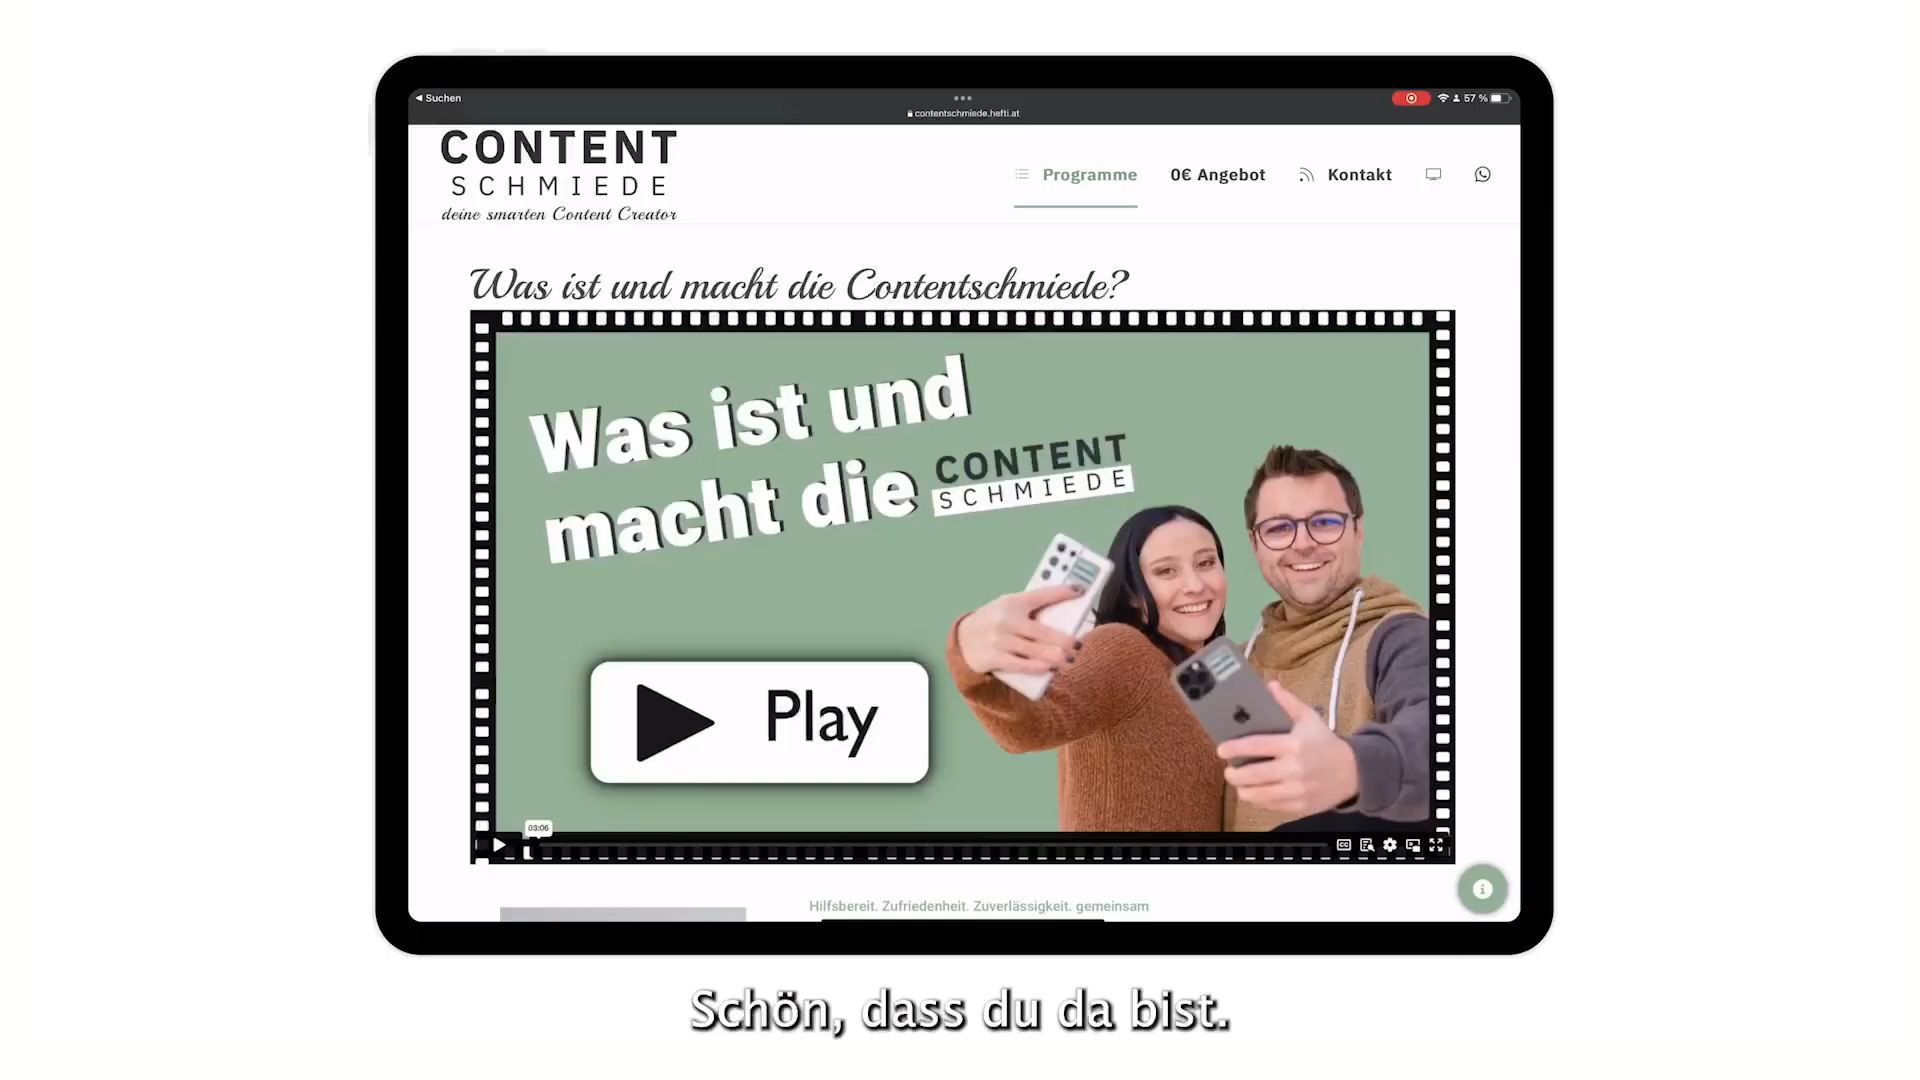 Suchen
contentschmiede.hefti.at
57 %
CONTENT
SCHMIEDE
deine smarten Content Creator
Programme
0€ Angebot
Kontakt
Was ist und macht die Contentschmiede?
Was ist und
macht die CONTENT
SCHMIEDE
Play
03:06
CC
Hilfsbereit. Zufriedenheit. Zuverlässigkeit. gemeinsam
Schön, dass du da bist.